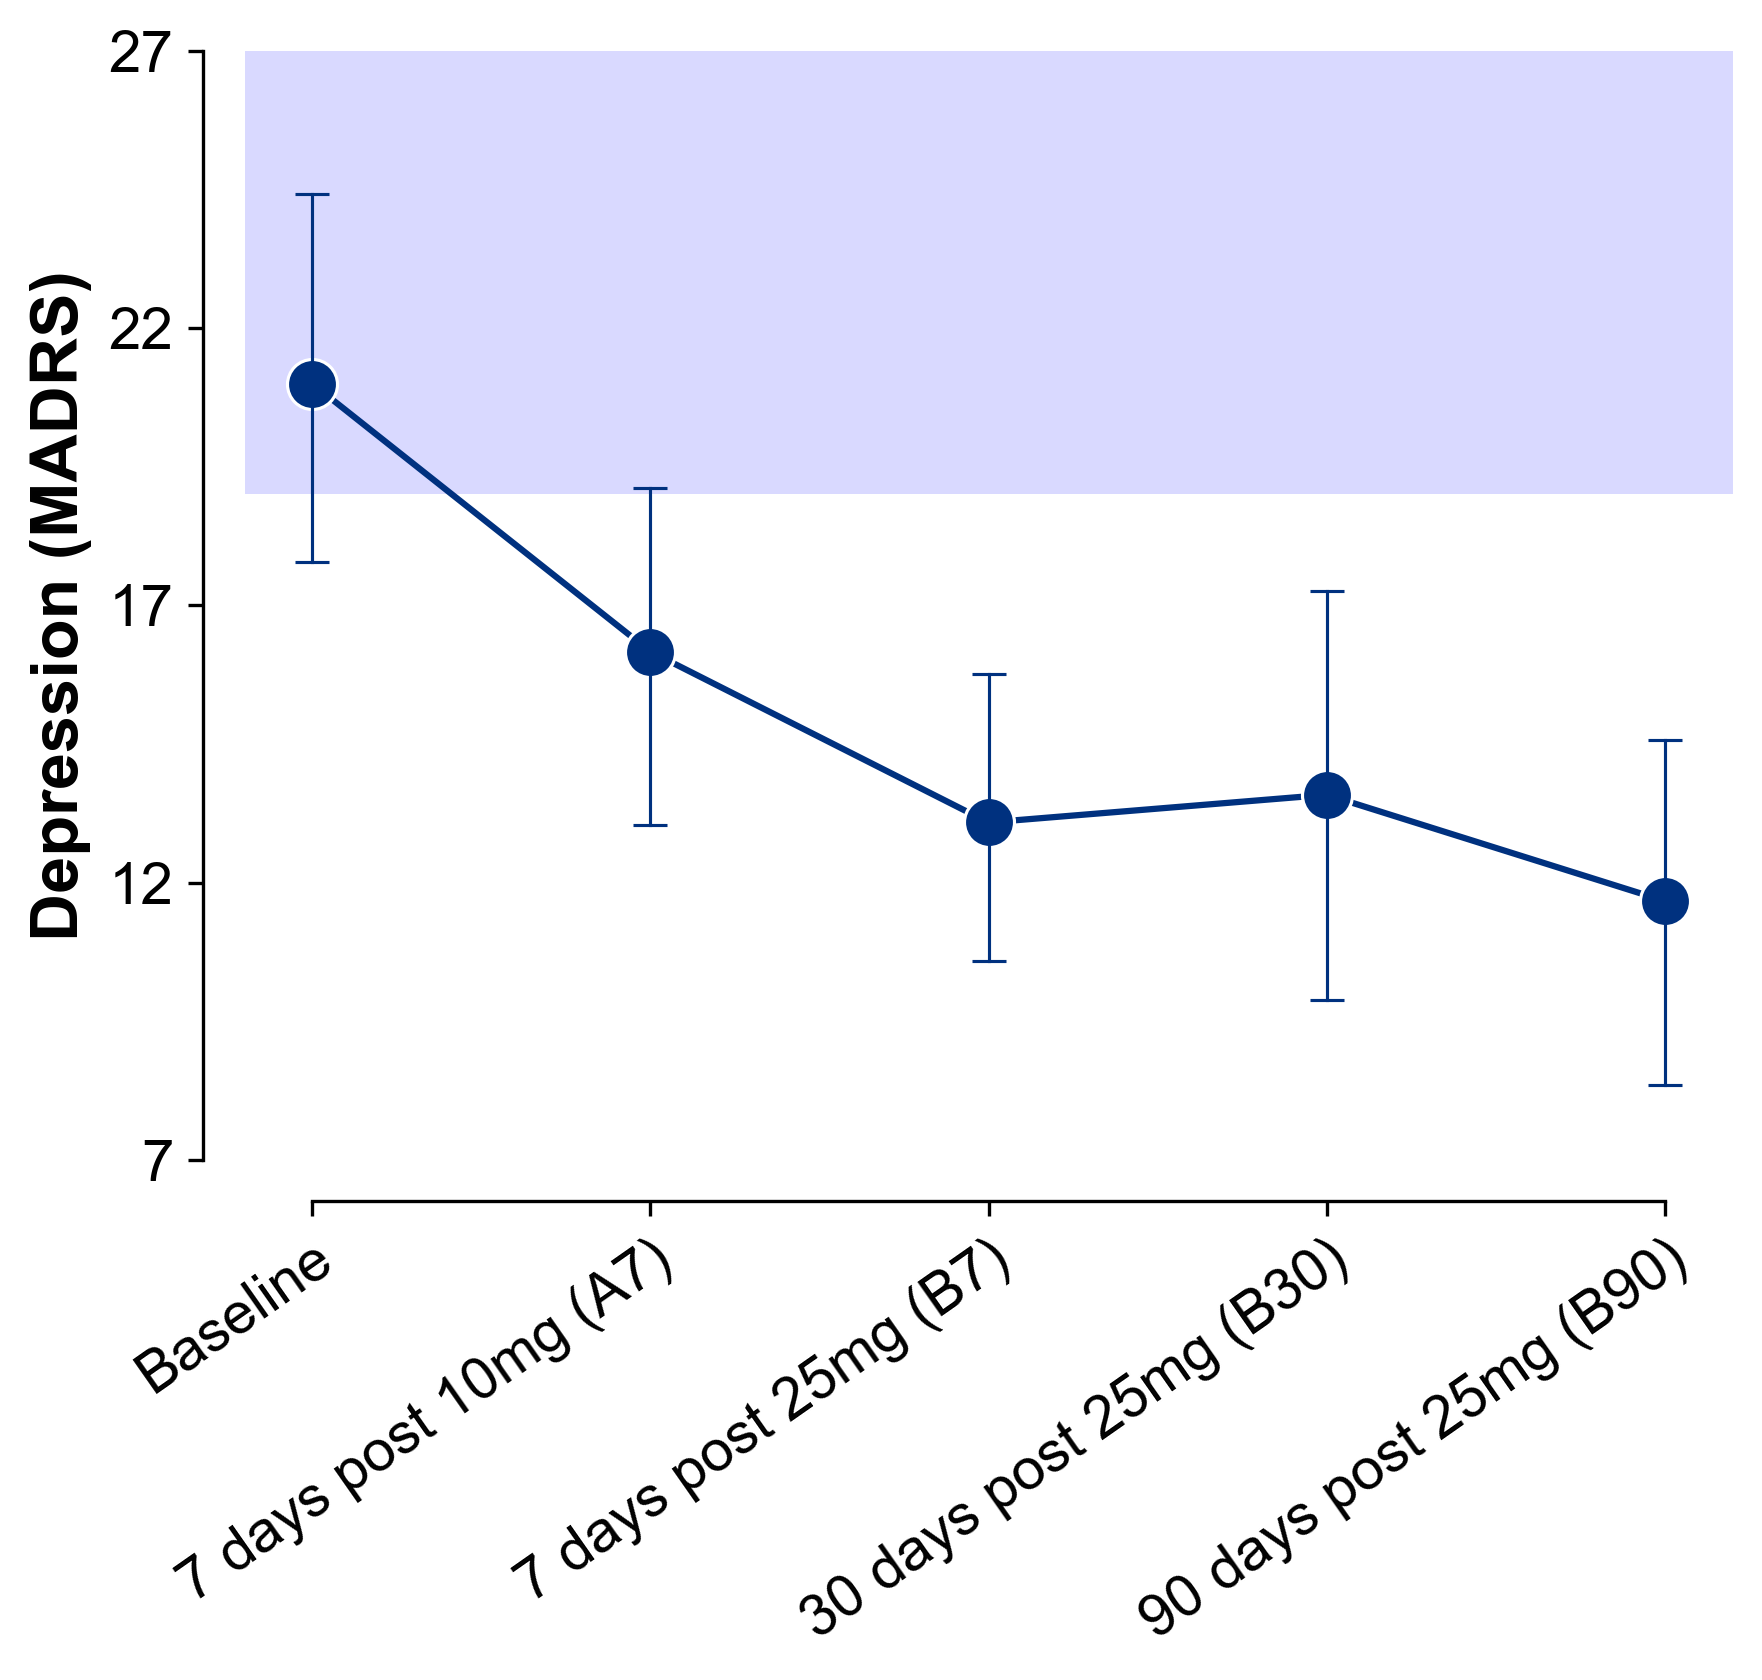 Depression (MADRS)
27
22
17
12
7
Baseline
7 days post 10mg (A7)
7 days post 25mg (B7)
30 days post 25mg (B30)
90 days post 25mg (B90)